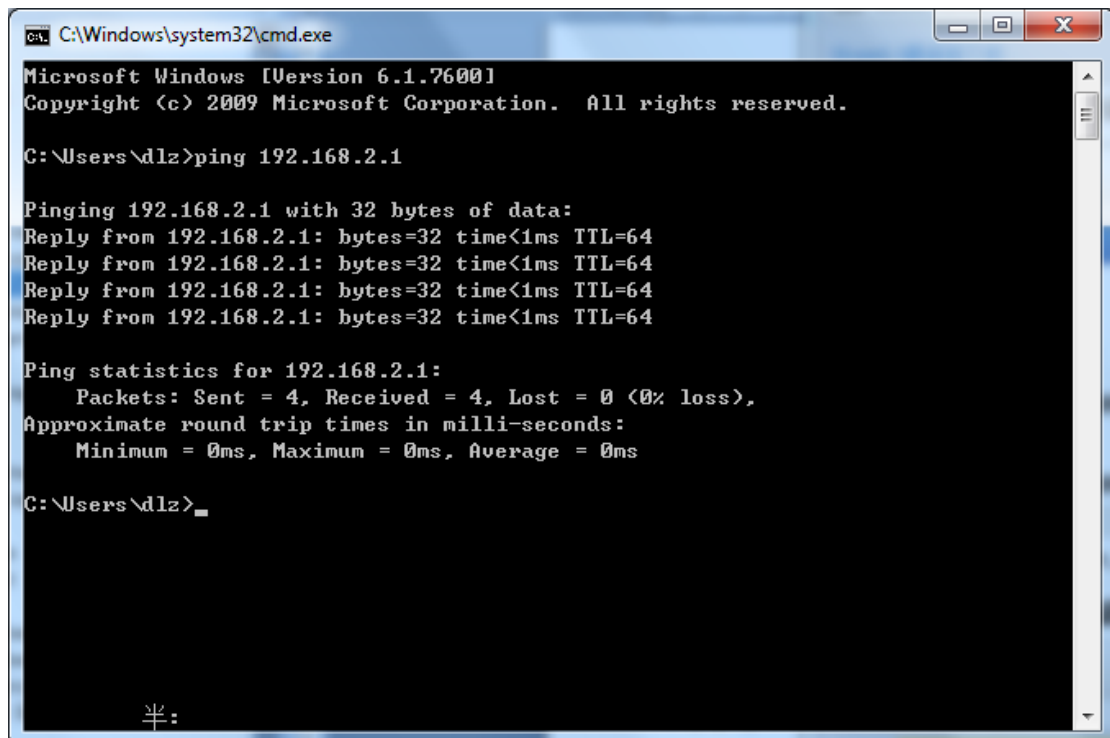 C:\Windows\system32\cmd.exe
Microsoft Windows [Version 6.1.7600]
Copyright (c) 2009 Microsoft Corporation.  All rights reserved.
C:\Users\dlz>ping 192.168.2.1
Pinging 192.168.2.1 with 32 bytes of data:
Reply from 192.168.2.1: bytes=32 time<1ms TTL=64
Reply from 192.168.2.1: bytes=32 time<1ms TTL=64
Reply from 192.168.2.1: bytes=32 time<1ms TTL=64
Reply from 192.168.2.1: bytes=32 time<1ms TTL=64
Ping statistics for 192.168.2.1:
    Packets: Sent = 4, Received = 4, Lost = 0 (0% loss),
Approximate round trip times in milli-seconds:
    Minimum = 0ms, Maximum = 0ms, Average = 0ms
C:\Users\dlz>_
半: